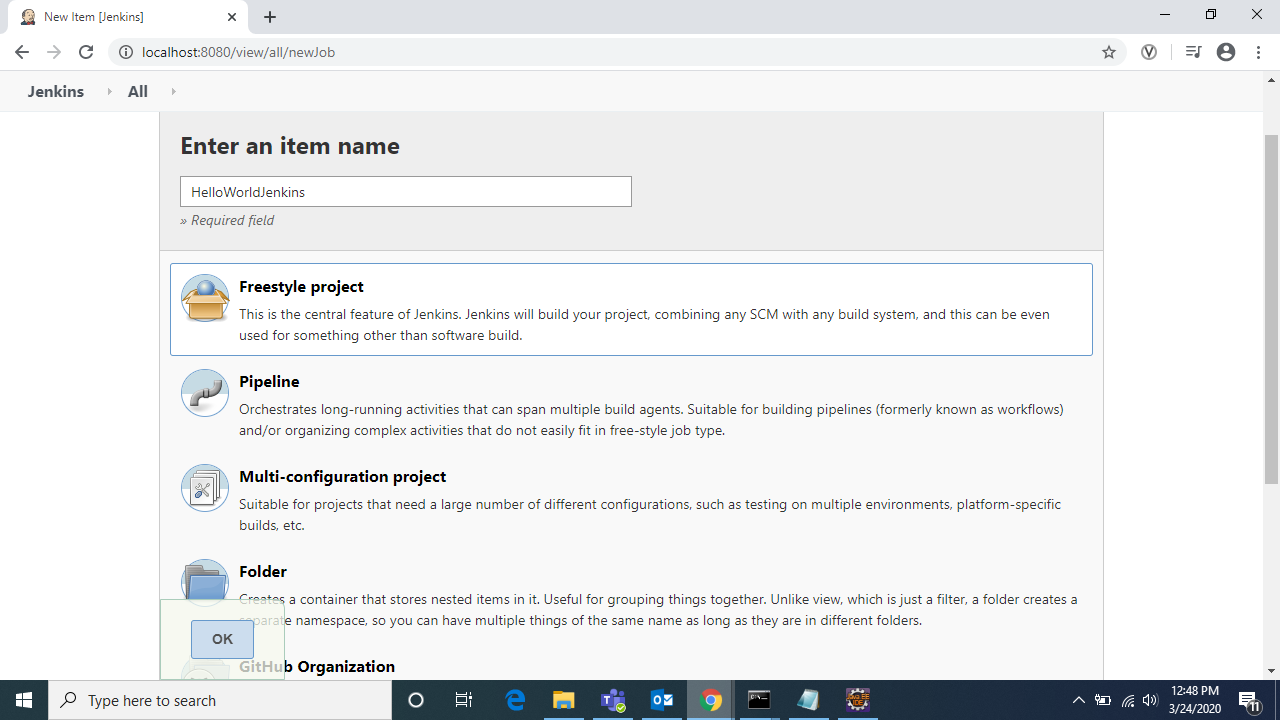 New Item [Jenkins]
localhost:8080/view/all/newJob
Jenkins All
Enter an item name
HelloWorldJenkins
» Required field
Freestyle project
This is the central feature of Jenkins. Jenkins will build your project, combining any SCM with any build system, and this can be even
used for something other than software build.
Pipeline
Orchestrates long-running activities that can span multiple build agents. Suitable for building pipelines (formerly known as workflows)
and/or organizing complex activities that do not easily fit in free-style job type.
Multi-configuration project
Suitable for projects that need a large number of different configurations, such as testing on multiple environments, platform-specific
builds, etc.
Folder
Creates a container that stores nested items in it. Useful for grouping things together. Unlike view, which is just a filter, a folder creates a
separate namespace, so you can have multiple things of the same name as long as they are in different folders.
OK
GitHub Organization
Type here to search
12:48 PM
3/24/2020
11